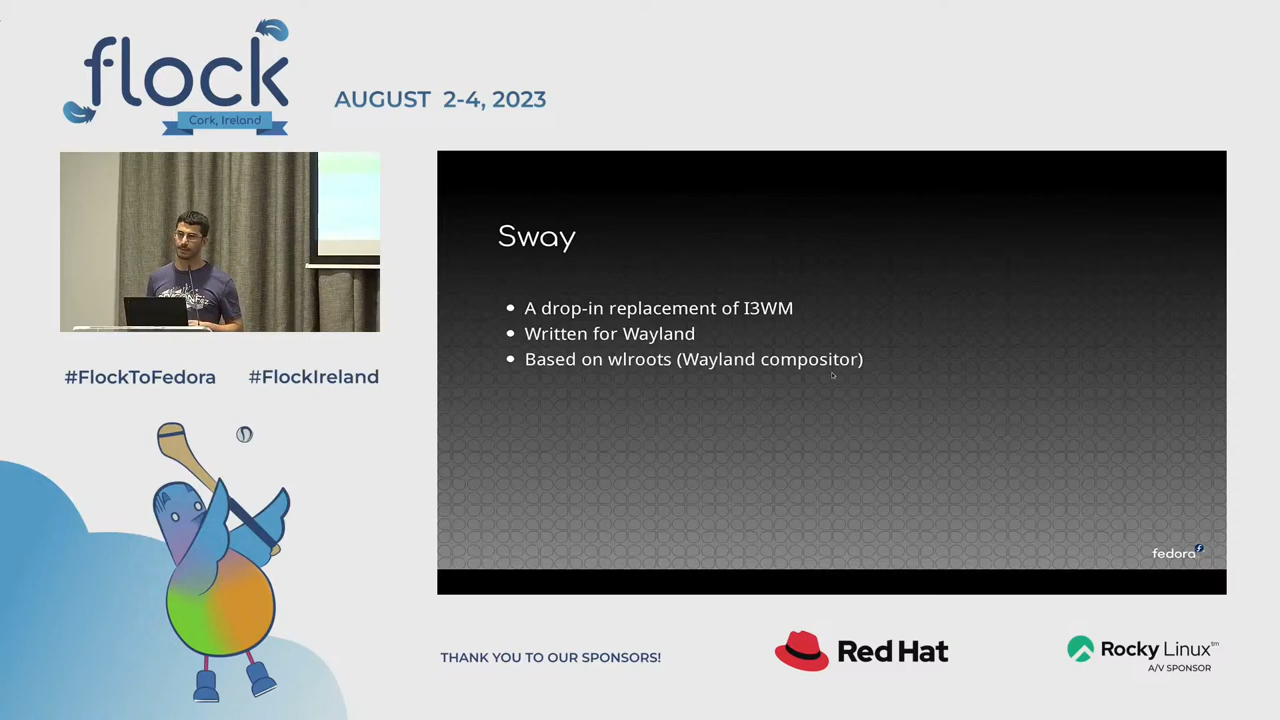 flock
Cork, Ireland
AUGUST 2-4, 2023
#FlockToFedora #FlockIreland
Sway
• A drop-in replacement of I3WM
• Written for Wayland
• Based on wlroots (Wayland compositor)
fedora
THANK YOU TO OUR SPONSORS!
Red Hat
Rocky Linux™
A/V SPONSOR